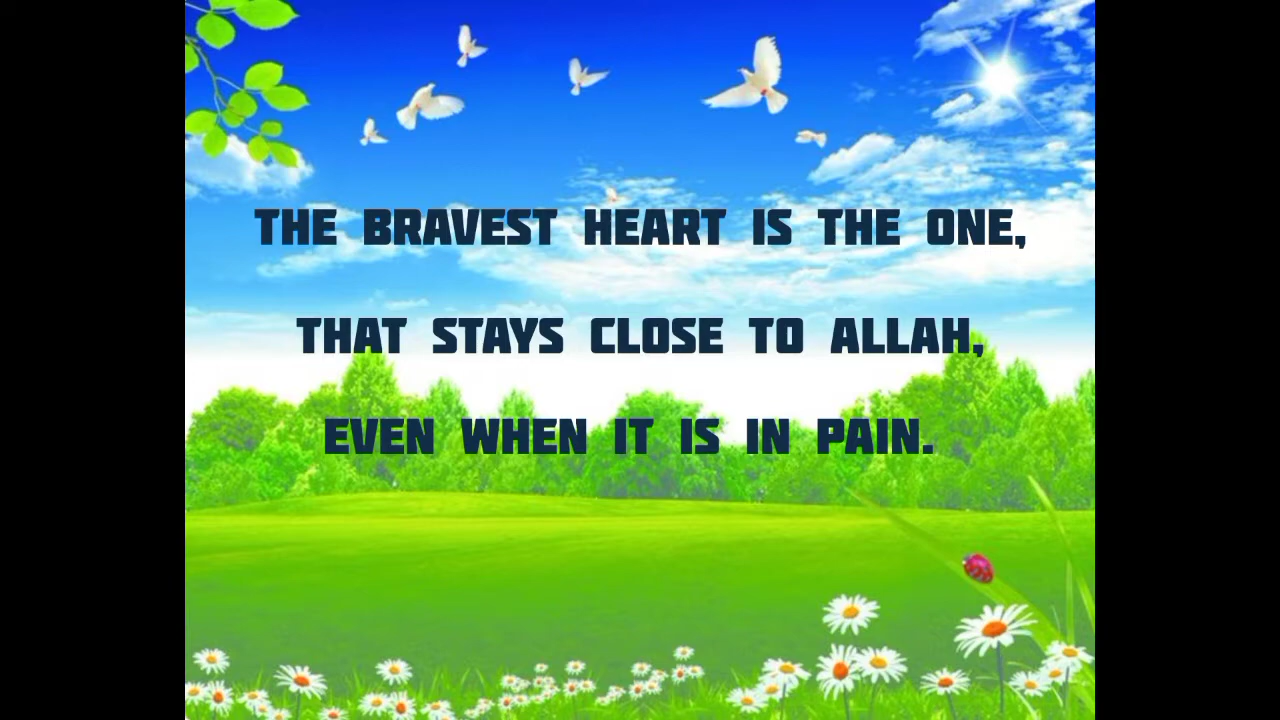 THE BRAVEST HEART IS THE ONE,
THAT STAYS CLOSE TO ALLAH,
EVEN WHEN IT IS IN PAIN.